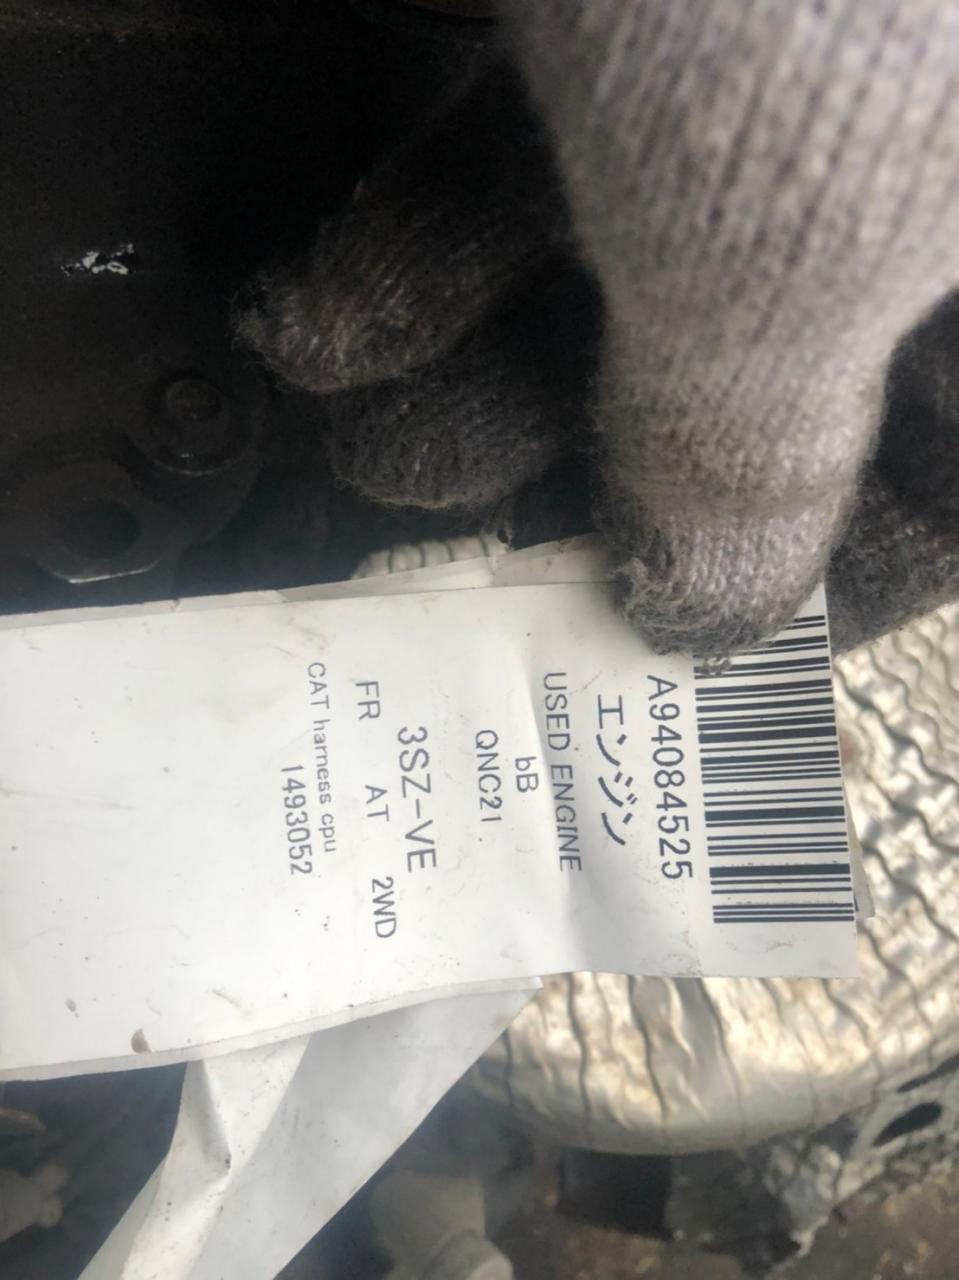 A94084525
エンジン
USED ENGINE
bB
QNC21
3SZ-VE
FR AT 2WD
CAT harness cpu
1493052